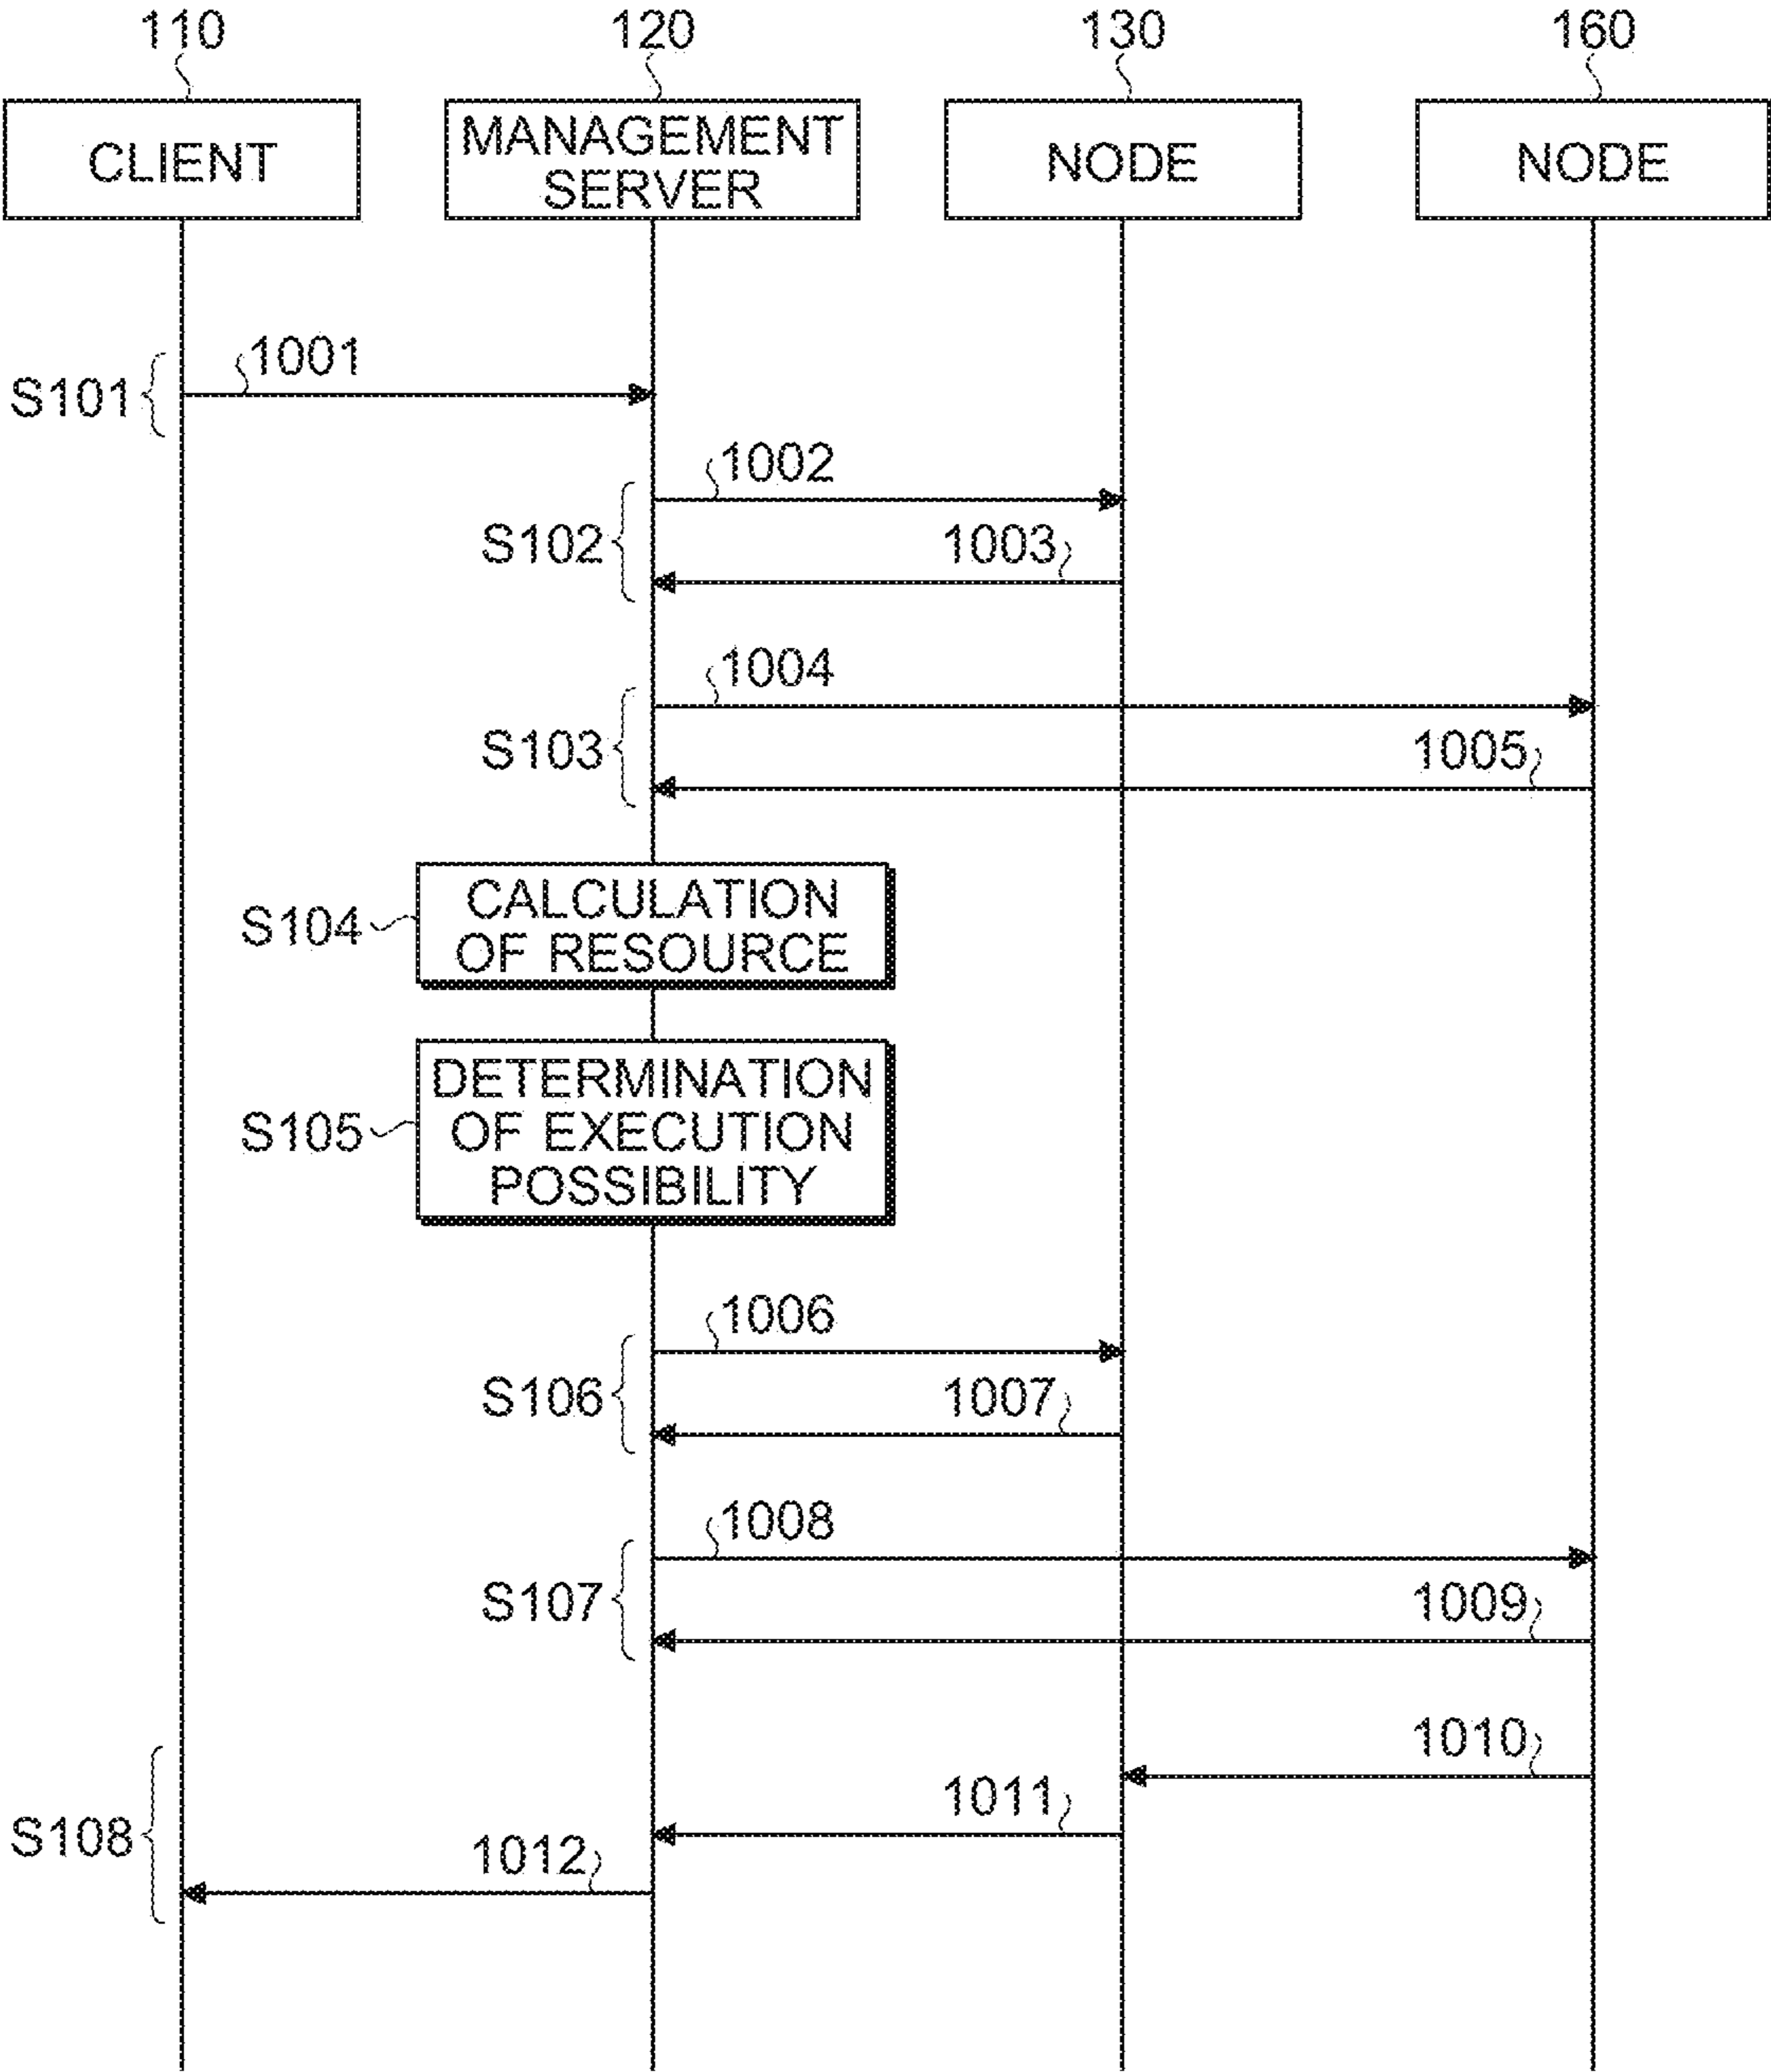 110
120
130
160
CLIENT
MANAGEMENT
SERVER
NODE
NODE
S101
1001
1002
S102
1003
1004
S103
1005
S104
CALCULATION
OF RESOURCE
S105
DETERMINATION
OF EXECUTION
POSSIBILITY
1006
S106
1007
1008
S107
1009
1010
S108
1011
1012